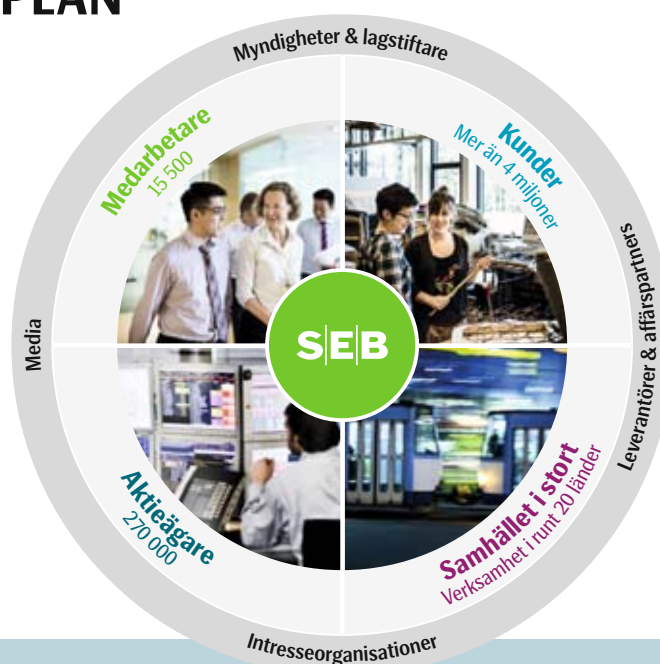 PLAN
Myndigheter & lagstiftare
Medarbetare
15 500
Kunder
Mer än 4 miljoner
Media
SEB
Leverantörer & affärspartners
Aktieägare
270 000
Samhället i stort
Verksamhet i runt 20 länder
Intresseorganisationer